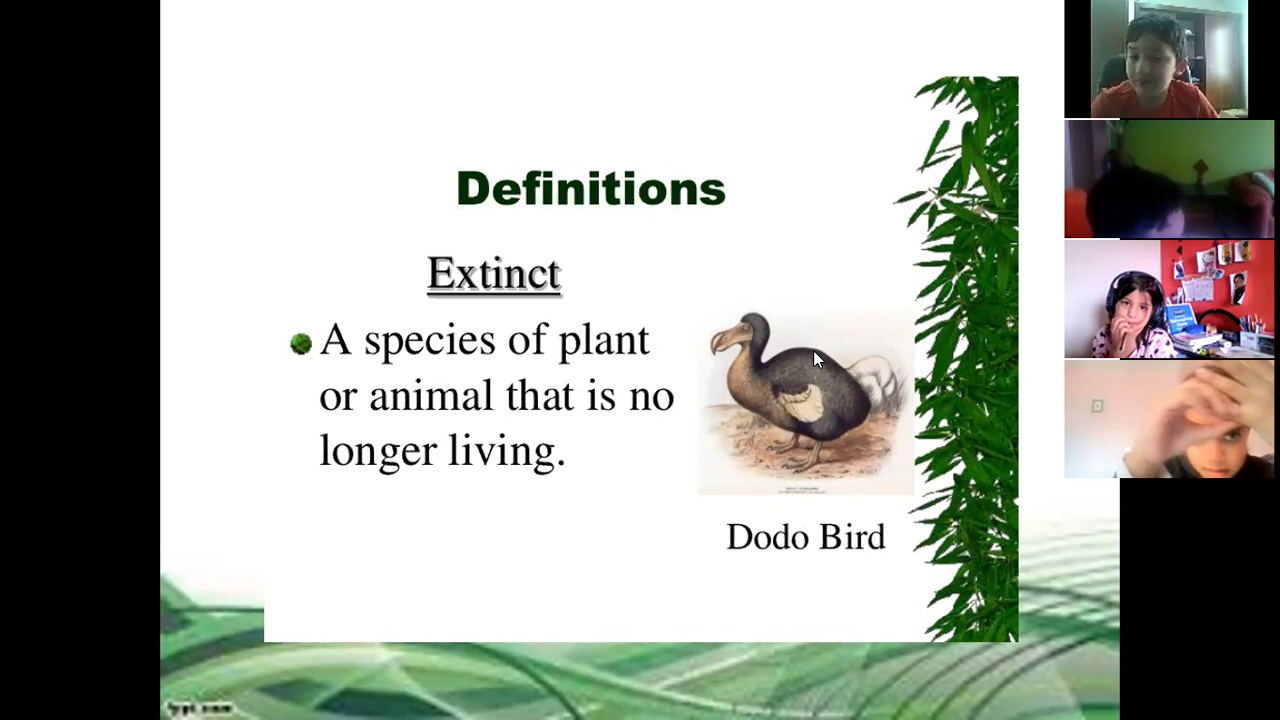 Definitions
Extinct
A species of plant
or animal that is no
longer living.
Dodo Bird